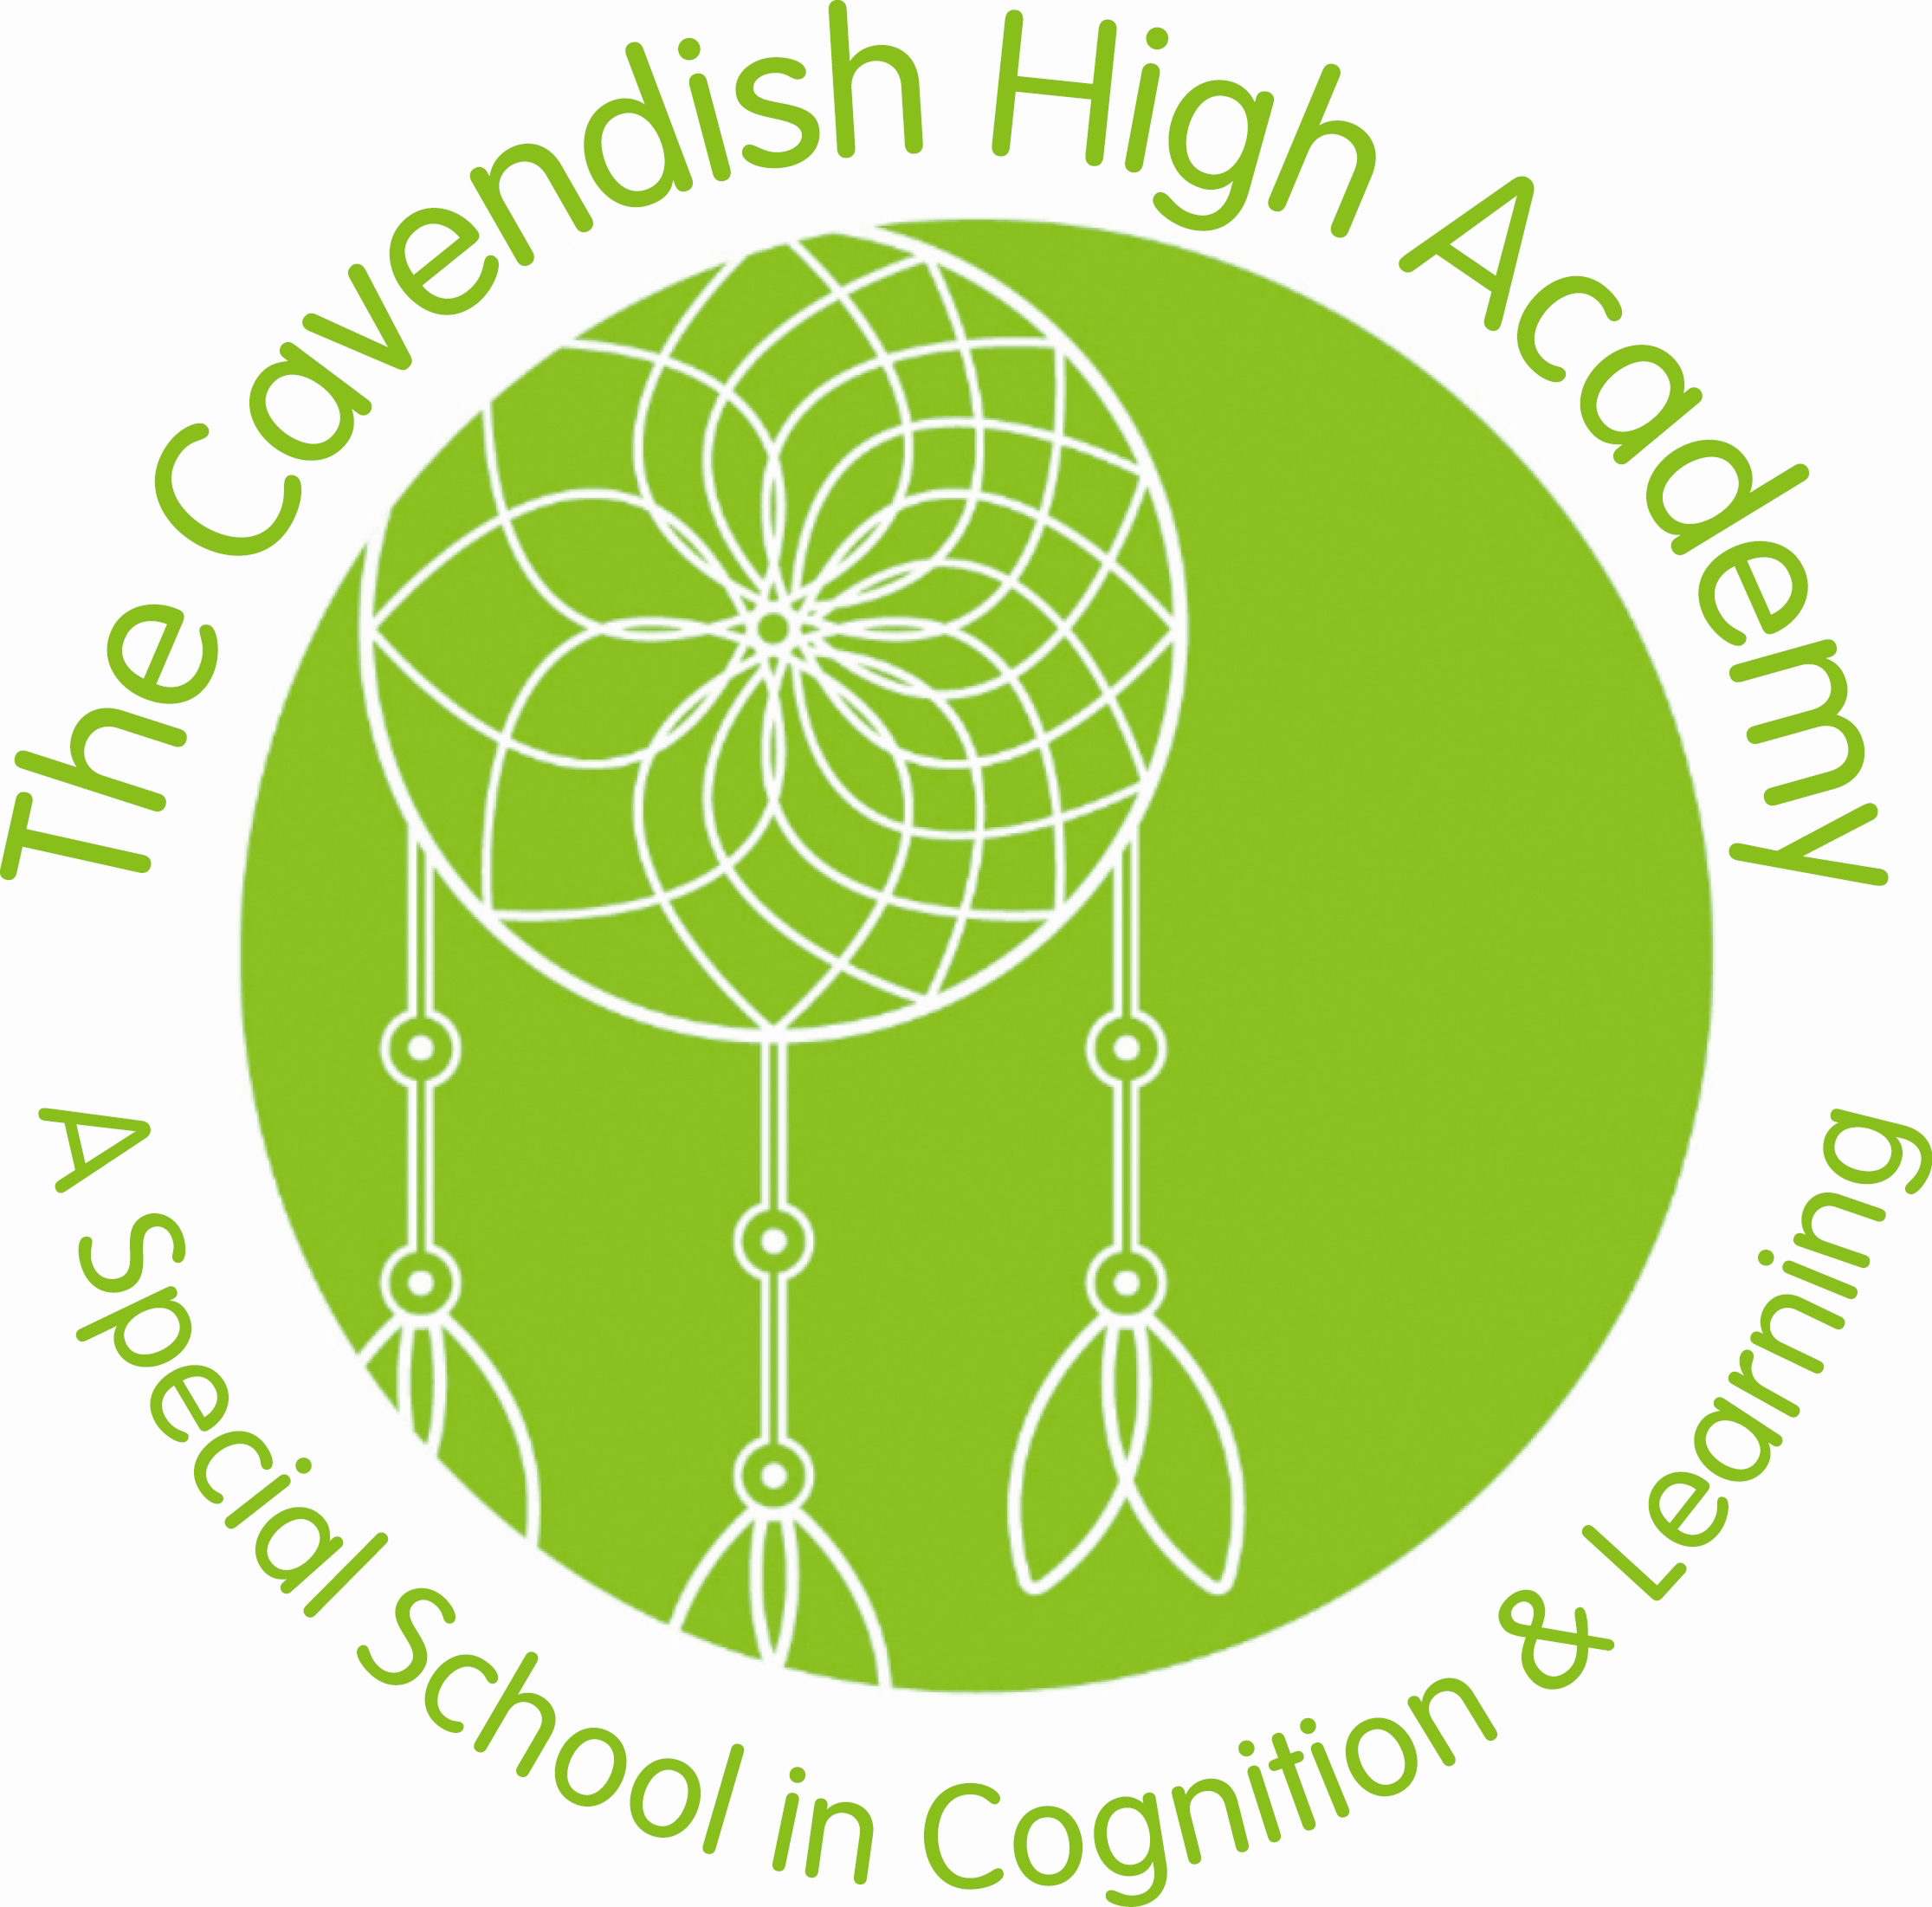 The Cavendish High Academy
A Special School in Cognition & Learning